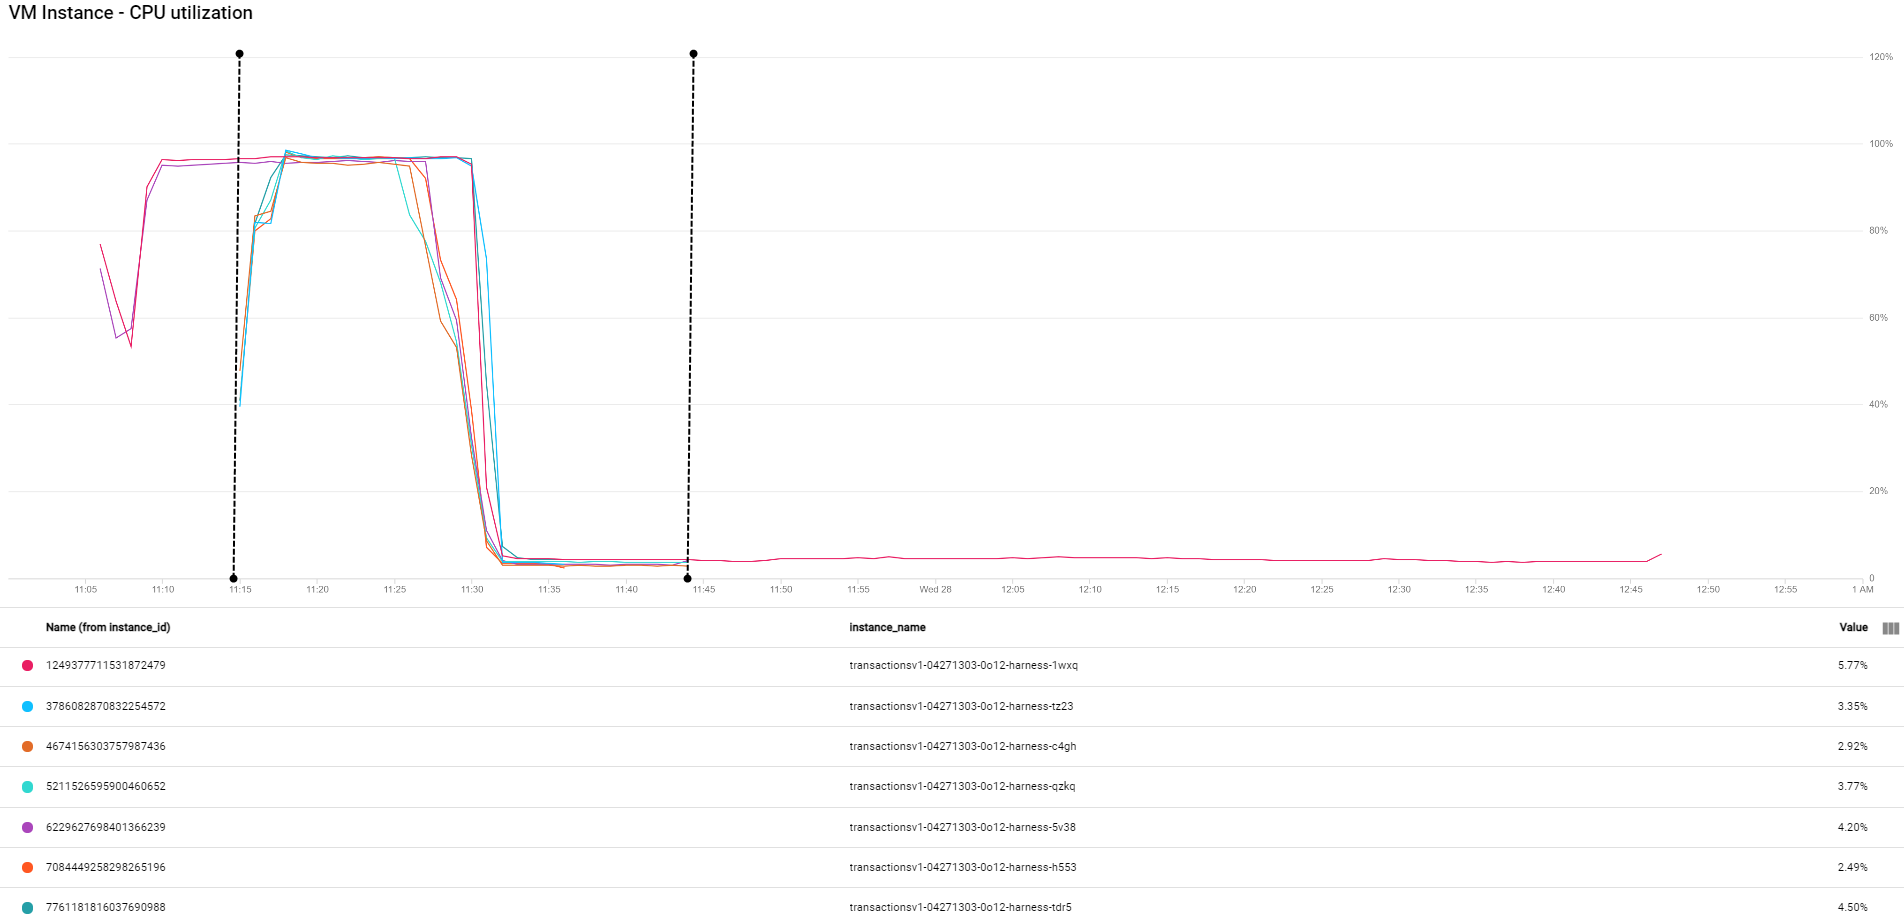 VM Instance - CPU utilization
120%
100%
80%
60%
40%
20%
0
11:05 11:10 11:15 11:20 11:25 11:30 11:35 11:40 11:45 11:50 11:55 Wed 28 12:05 12:10 12:15 12:20 12:25 12:30 12:35 12:40 12:45 12:50 12:55 1 AM
Name (from instance_id) instance_name Value
1249377711531872479 transactionsv1-04271303-0o12-harness-1wxq 5.77%
3786082870832254572 transactionsv1-04271303-0o12-harness-tz23 3.35%
4674156303757987436 transactionsv1-04271303-0o12-harness-c4gh 2.92%
5211526595900460652 transactionsv1-04271303-0o12-harness-qzkq 3.77%
6229627698401366239 transactionsv1-04271303-0o12-harness-5v38 4.20%
7084449258298265196 transactionsv1-04271303-0o12-harness-h553 2.49%
7761181816037690988 transactionsv1-04271303-0o12-harness-tdr5 4.50%